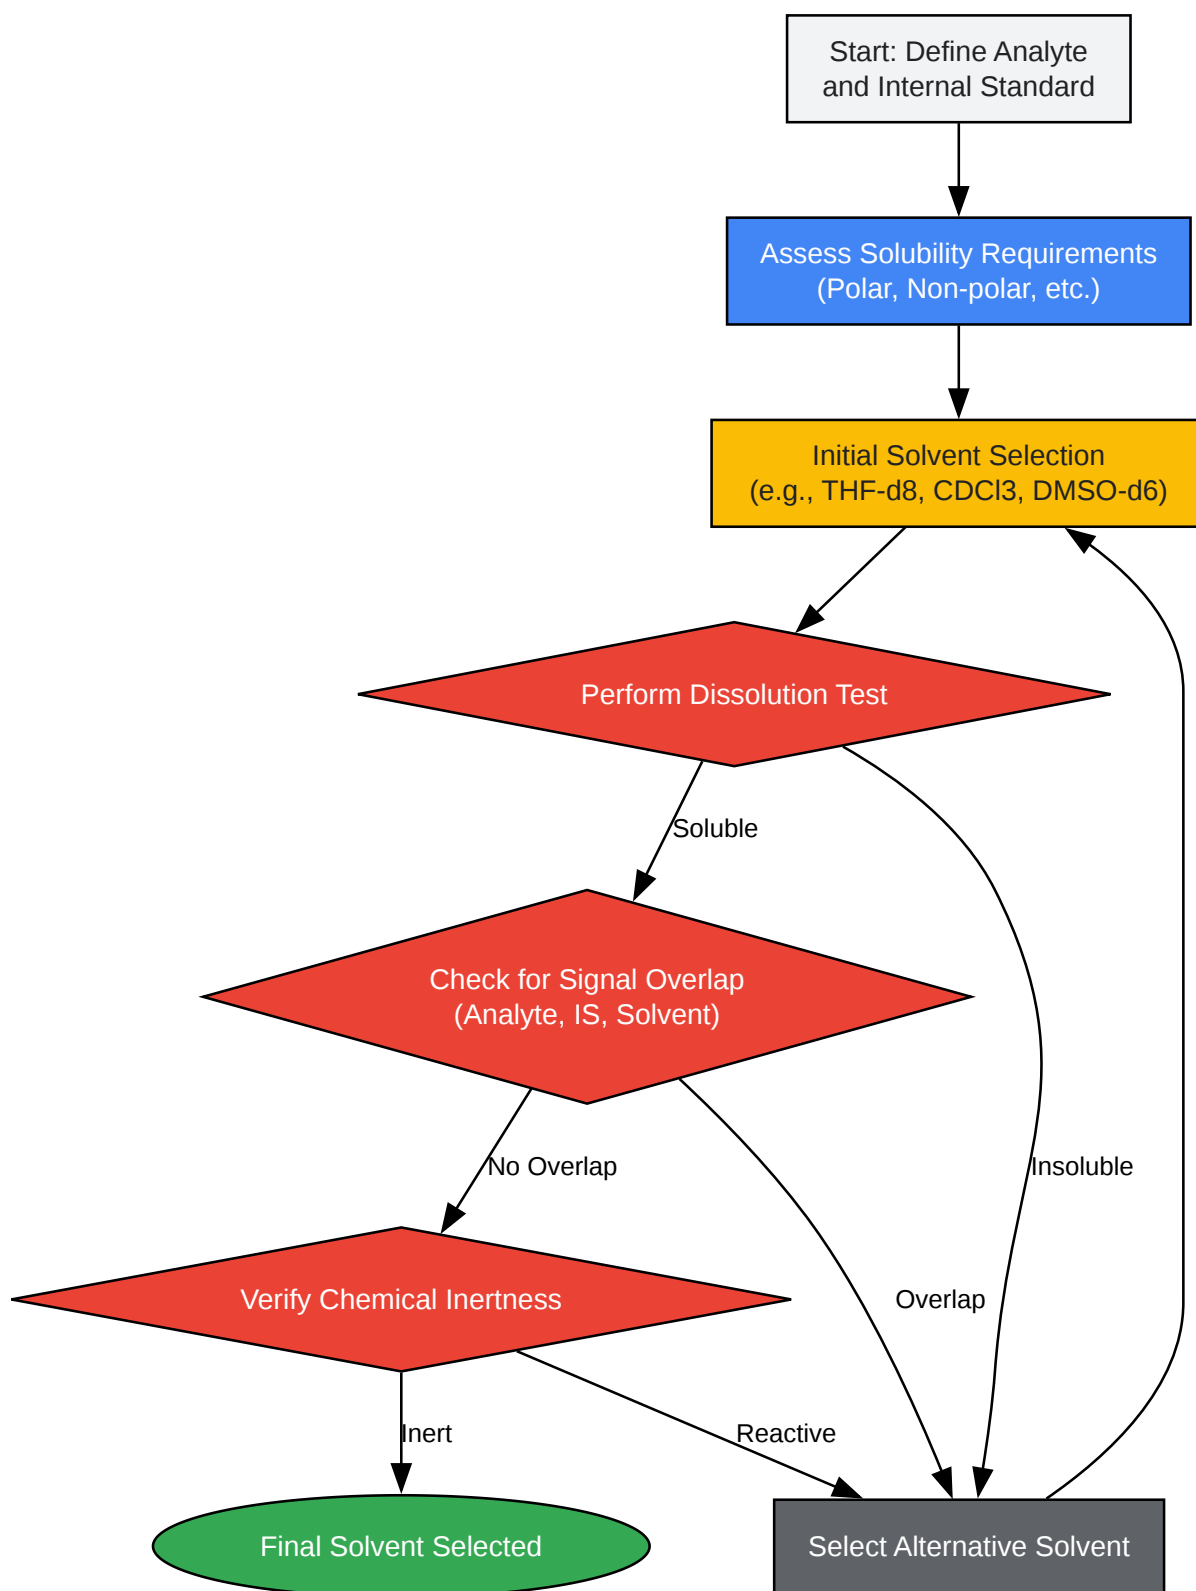 Start: Define Analyte
and Internal Standard
Assess Solubility Requirements
(Polar, Non-polar, etc.)
Initial Solvent Selection
(e.g., THF-d8, CDCl3, DMSO-d6)
Perform Dissolution Test
Soluble
Check for Signal Overlap
(Analyte, IS, Solvent)
No Overlap
Insoluble
Verify Chemical Inertness
Overlap
Inert
Reactive
Final Solvent Selected
Select Alternative Solvent